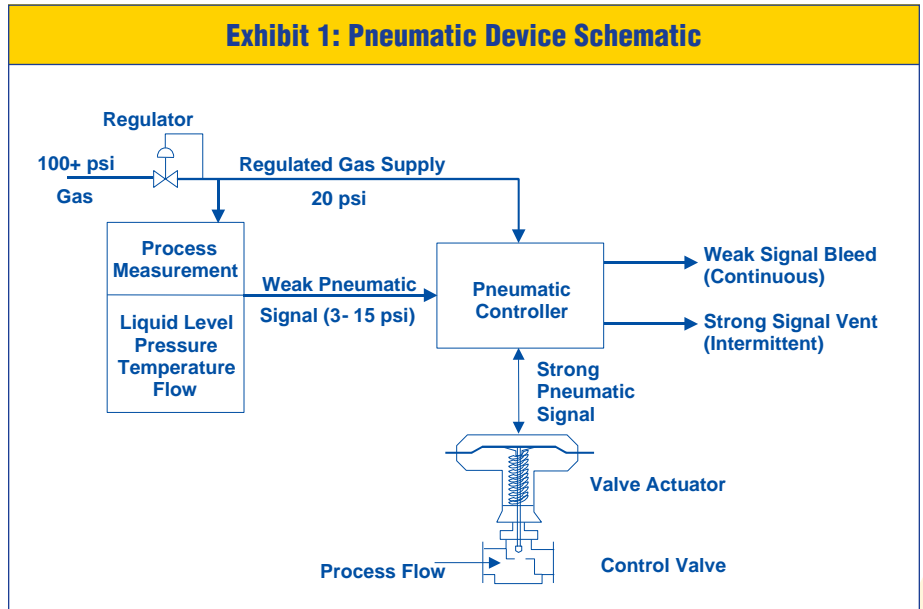 Exhibit 1: Pneumatic Device Schematic
Regulator
100+ psi
Gas
Regulated Gas Supply
20 psi
Process
Measurement
Liquid Level
Pressure
Temperature
Flow
Weak Pneumatic
Signal (3- 15 psi)
Pneumatic
Controller
Weak Signal Bleed
(Continuous)
Strong Signal Vent
(Intermittent)
Strong
Pneumatic
Signal
Valve Actuator
Process Flow
Control Valve